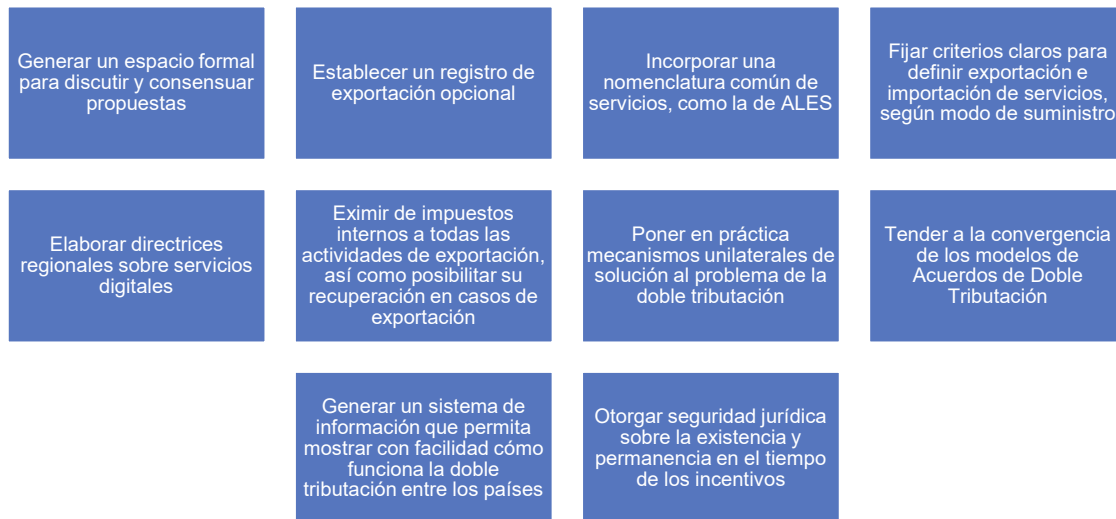 Generar un espacio formal
para discutir y consensuar
propuestas
Establecer un registro de
exportación opcional
Incorporar una
nomenclatura común de
servicios, como la de ALES
Fijar criterios claros para
definir exportación e
importación de servicios,
según modo de suministro
Elaborar directrices
regionales sobre servicios
digitales
Eximir de impuestos
internos a todas las
actividades de exportación,
así como posibilitar su
recuperación en casos de
exportación
Poner en práctica
mecanismos unilaterales de
solución al problema de la
doble tributación
Tender a la convergencia
de los modelos de
Acuerdos de Doble
Tributación
Generar un sistema de
información que permita
mostrar con facilidad cómo
funciona la doble
tributación entre los países
Otorgar seguridad jurídica
sobre la existencia y
permanencia en el tiempo
de los incentivos